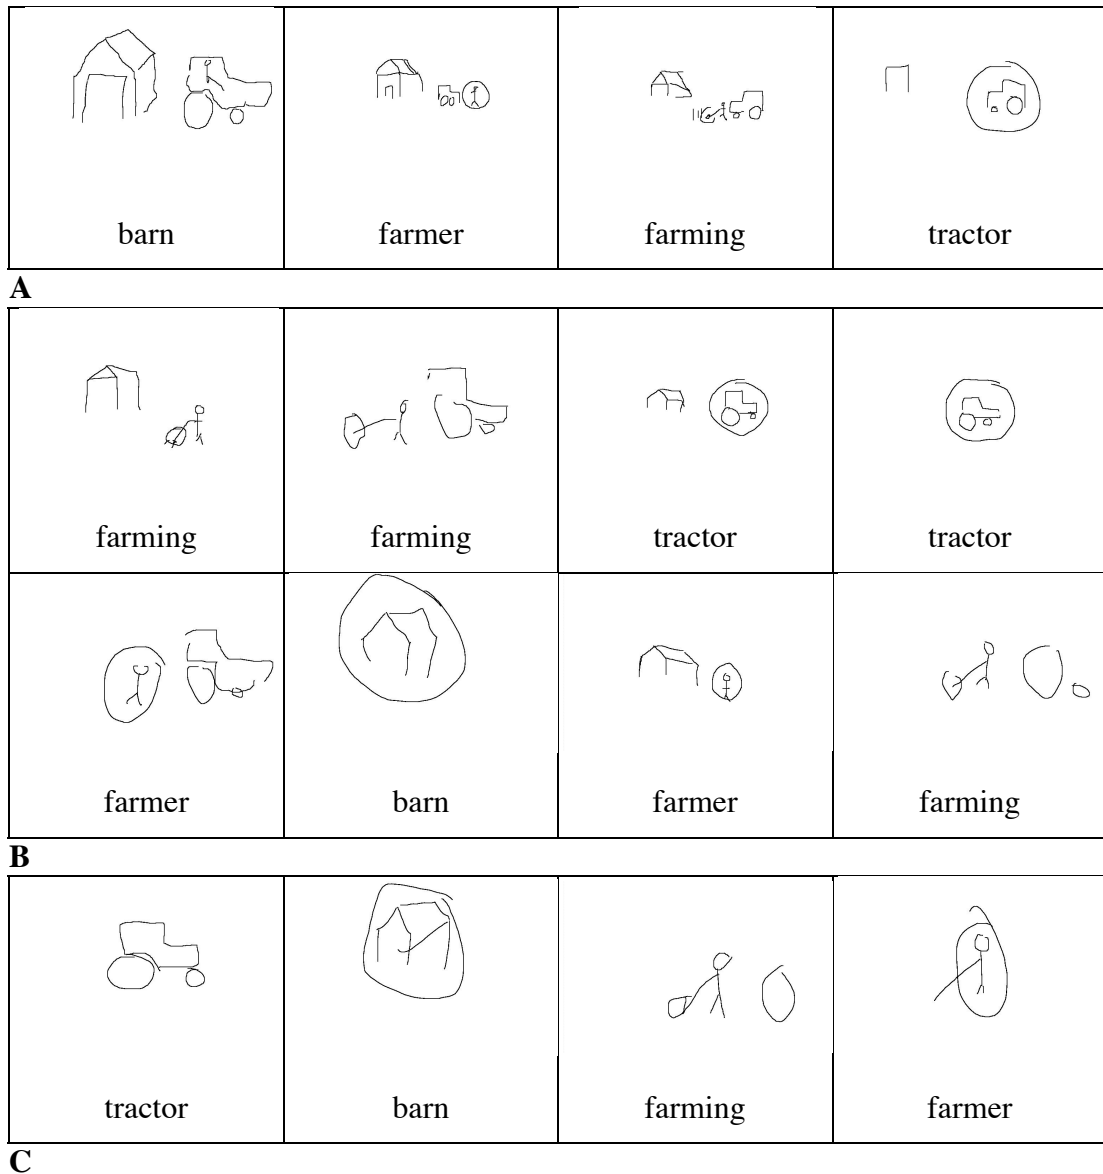 barn farmer farming tractor
A
farming farming tractor tractor
farmer barn farmer farming
B
tractor barn farming farmer
C